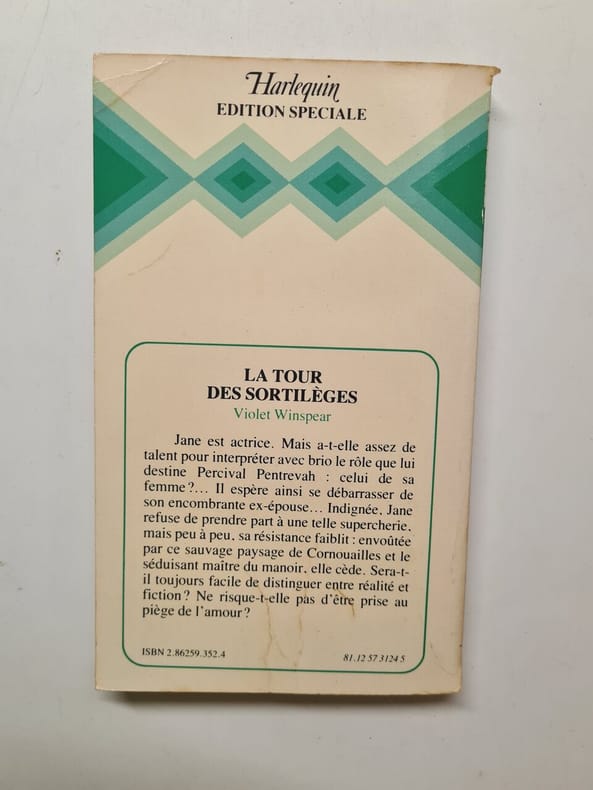 Harlequin
EDITION SPECIALE
LA TOUR
DES SORTILÈGES
Violet Winspear
Jane est actrice. Mais a-t-elle assez de
talent pour interpréter avec brio le rôle que lui
destine Percival Pentrevah : celui de sa
femme ?... Il espère ainsi se débarrasser de
son encombrante ex-épouse... Indignée, Jane
refuse de prendre part à une telle supercherie,
mais peu à peu, sa résistance faiblit : envoûtée
par ce sauvage paysage de Cornouailles et le
séduisant maître du manoir, elle cède. Sera-t-
il toujours facile de distinguer entre réalité et
fiction ? Ne risque-t-elle pas d'être prise au
piège de l'amour ?
ISBN 2.86259.352.4
81.12 57 3124 5